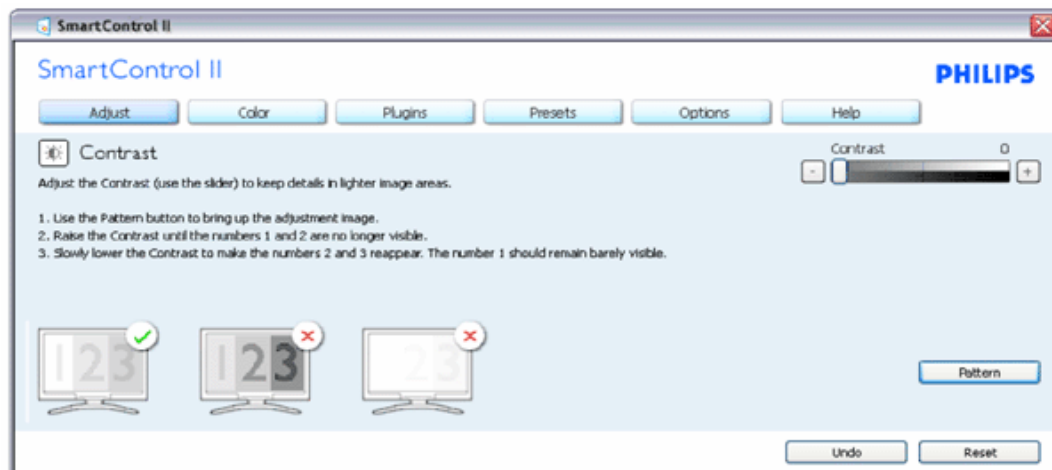 SmartControl II
SmartControl II
PHILIPS
Adjust Color Plugins Presets Options Help
Contrast
Contrast 0
- +
Adjust the Contrast (use the slider) to keep details in lighter image areas.
1. Use the Pattern button to bring up the adjustment image.
2. Raise the Contrast until the numbers 1 and 2 are no longer visible.
3. Slowly lower the Contrast to make the numbers 2 and 3 reappear. The number 1 should remain barely visible.
123 123 23
Pattern
Undo Reset